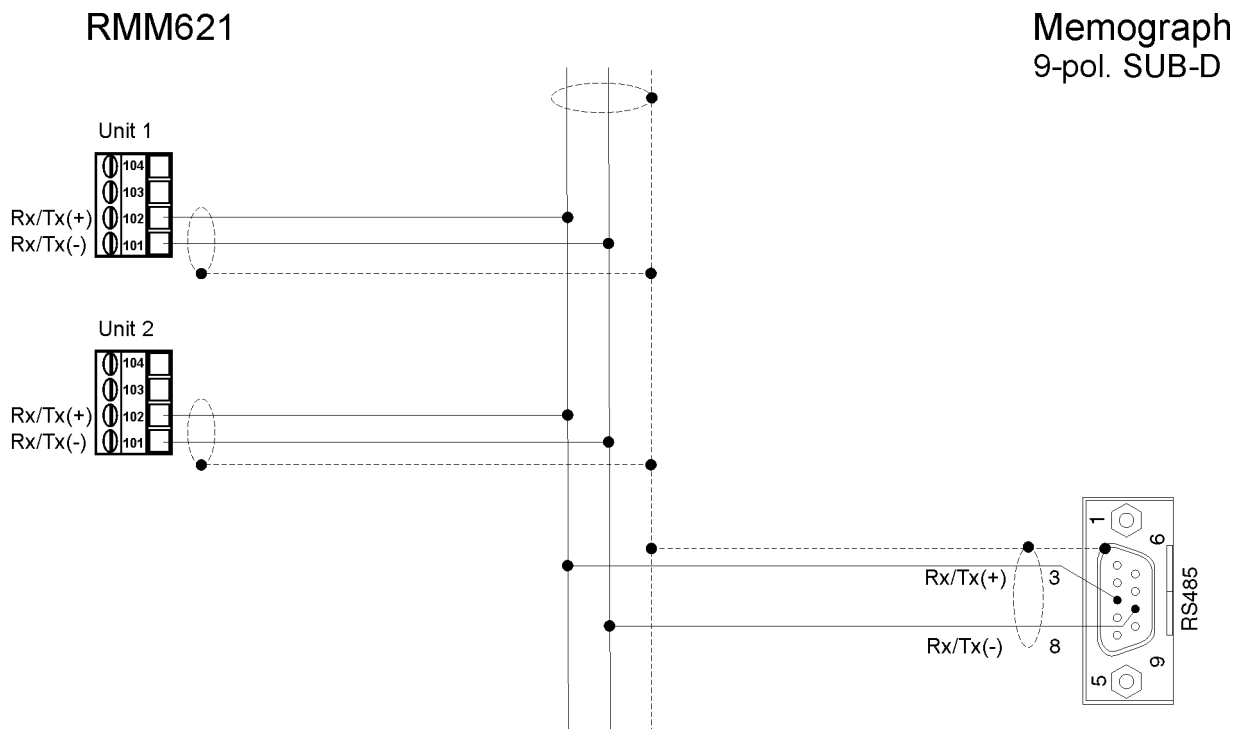 RMM621
Memograph
9-pol. SUB-D
Unit 1
104
103
Rx/Tx(+) 102
Rx/Tx(-) 101
Unit 2
104
103
Rx/Tx(+) 102
Rx/Tx(-) 101
1
6
Rx/Tx(+) 3
RS485
Rx/Tx(-) 8
9
5